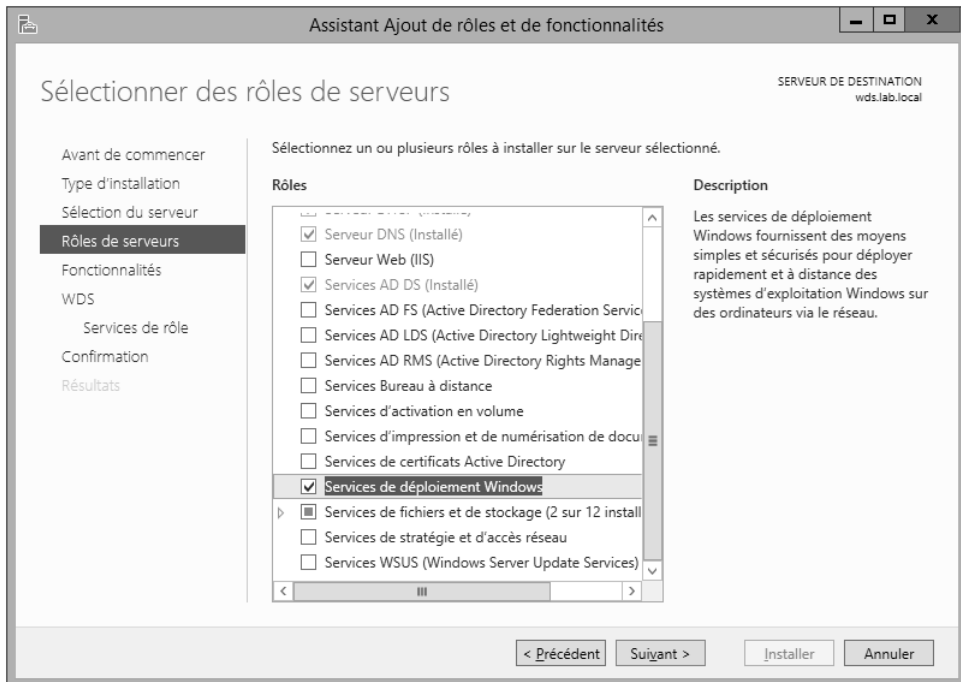 Assistant Ajout de rôles et de fonctionnalités
Sélectionner des rôles de serveurs
SERVEUR DE DESTINATION
wds.lab.local
Avant de commencer
Type d'installation
Sélection du serveur
Rôles de serveurs
Fonctionnalités
WDS
Services de rôle
Confirmation
Résultats
Sélectionnez un ou plusieurs rôles à installer sur le serveur sélectionné.
Rôles
Serveur DNS (Installé)
Serveur Web (IIS)
Services AD DS (Installé)
Services AD FS (Active Directory Federation Servic
Services AD LDS (Active Directory Lightweight Dire
Services AD RMS (Active Directory Rights Manage
Services Bureau à distance
Services d'activation en volume
Services d'impression et de numérisation de docu
Services de certificats Active Directory
Services de déploiement Windows
Services de fichiers et de stockage (2 sur 12 install
Services de stratégie et d'accès réseau
Services WSUS (Windows Server Update Services)
Description
Les services de déploiement
Windows fournissent des moyens
simples et sécurisés pour déployer
rapidement et à distance des
systèmes d'exploitation Windows sur
des ordinateurs via le réseau.
< Précédent
Suivant >
Installer
Annuler